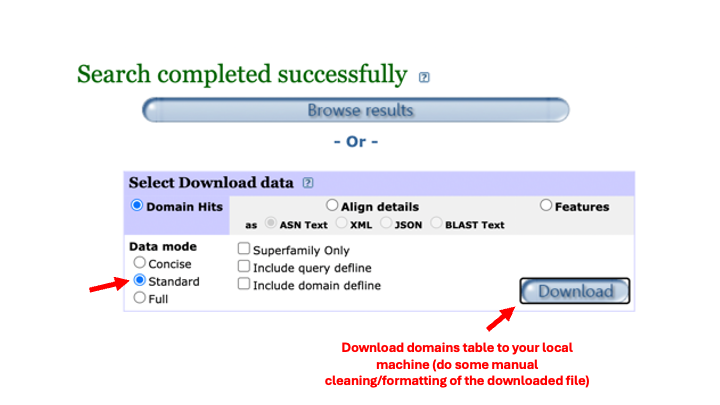 Search completed successfully ?
Browse results
- Or -
Select Download data ?
Domain Hits Align details Features
as ASN Text XML JSON BLAST Text
Data mode
Concise
Standard
Full
Superfamily Only
Include query defline
Include domain defline
Download
Download domains table to your local
machine (do some manual
cleaning/formatting of the downloaded file)